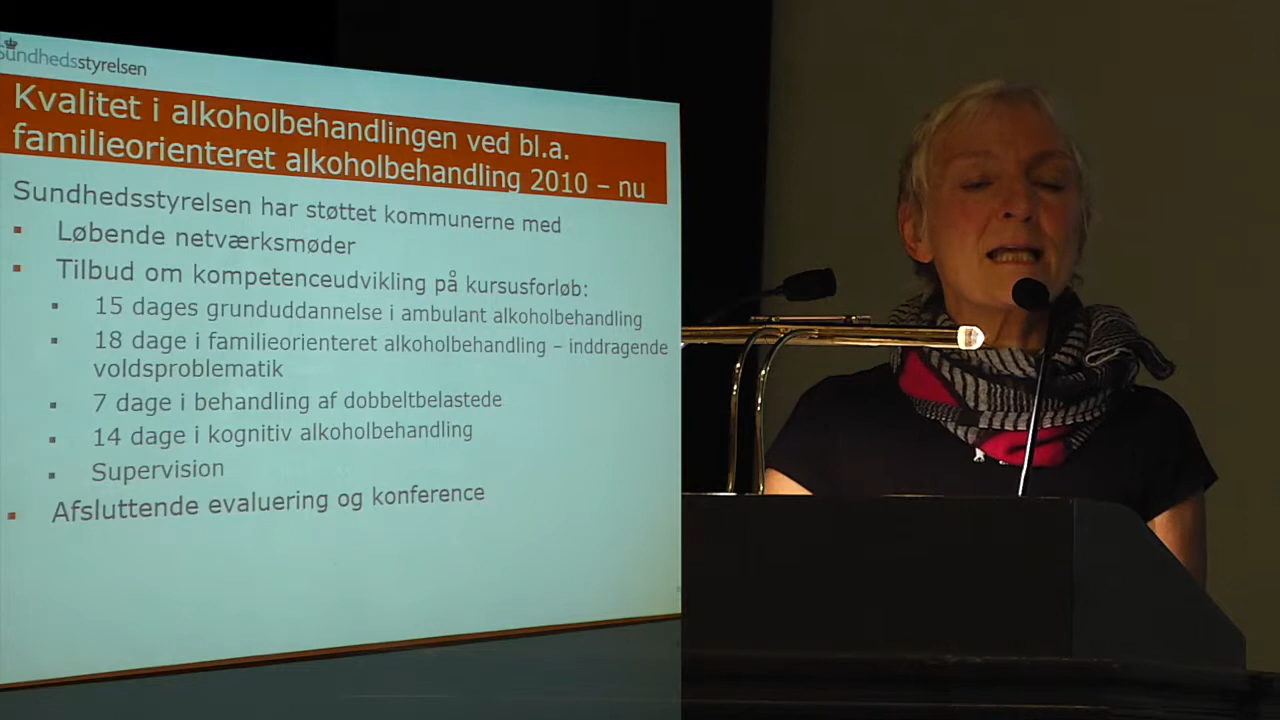 Sundhedsstyrelsen
Kvalitet i alkoholbehandlingen ved bl.a.
familieorienteret alkoholbehandling 2010 – nu
Sundhedsstyrelsen har støttet kommunerne med
Løbende netværksmøder
Tilbud om kompetenceudvikling på kursusforløb:
15 dages grunduddannelse i ambulant alkoholbehandling
18 dage i familieorienteret alkoholbehandling – inddragende
voldsproblematik
7 dage i behandling af dobbeltbelastede
14 dage i kognitiv alkoholbehandling
Supervision
Afsluttende evaluering og konference